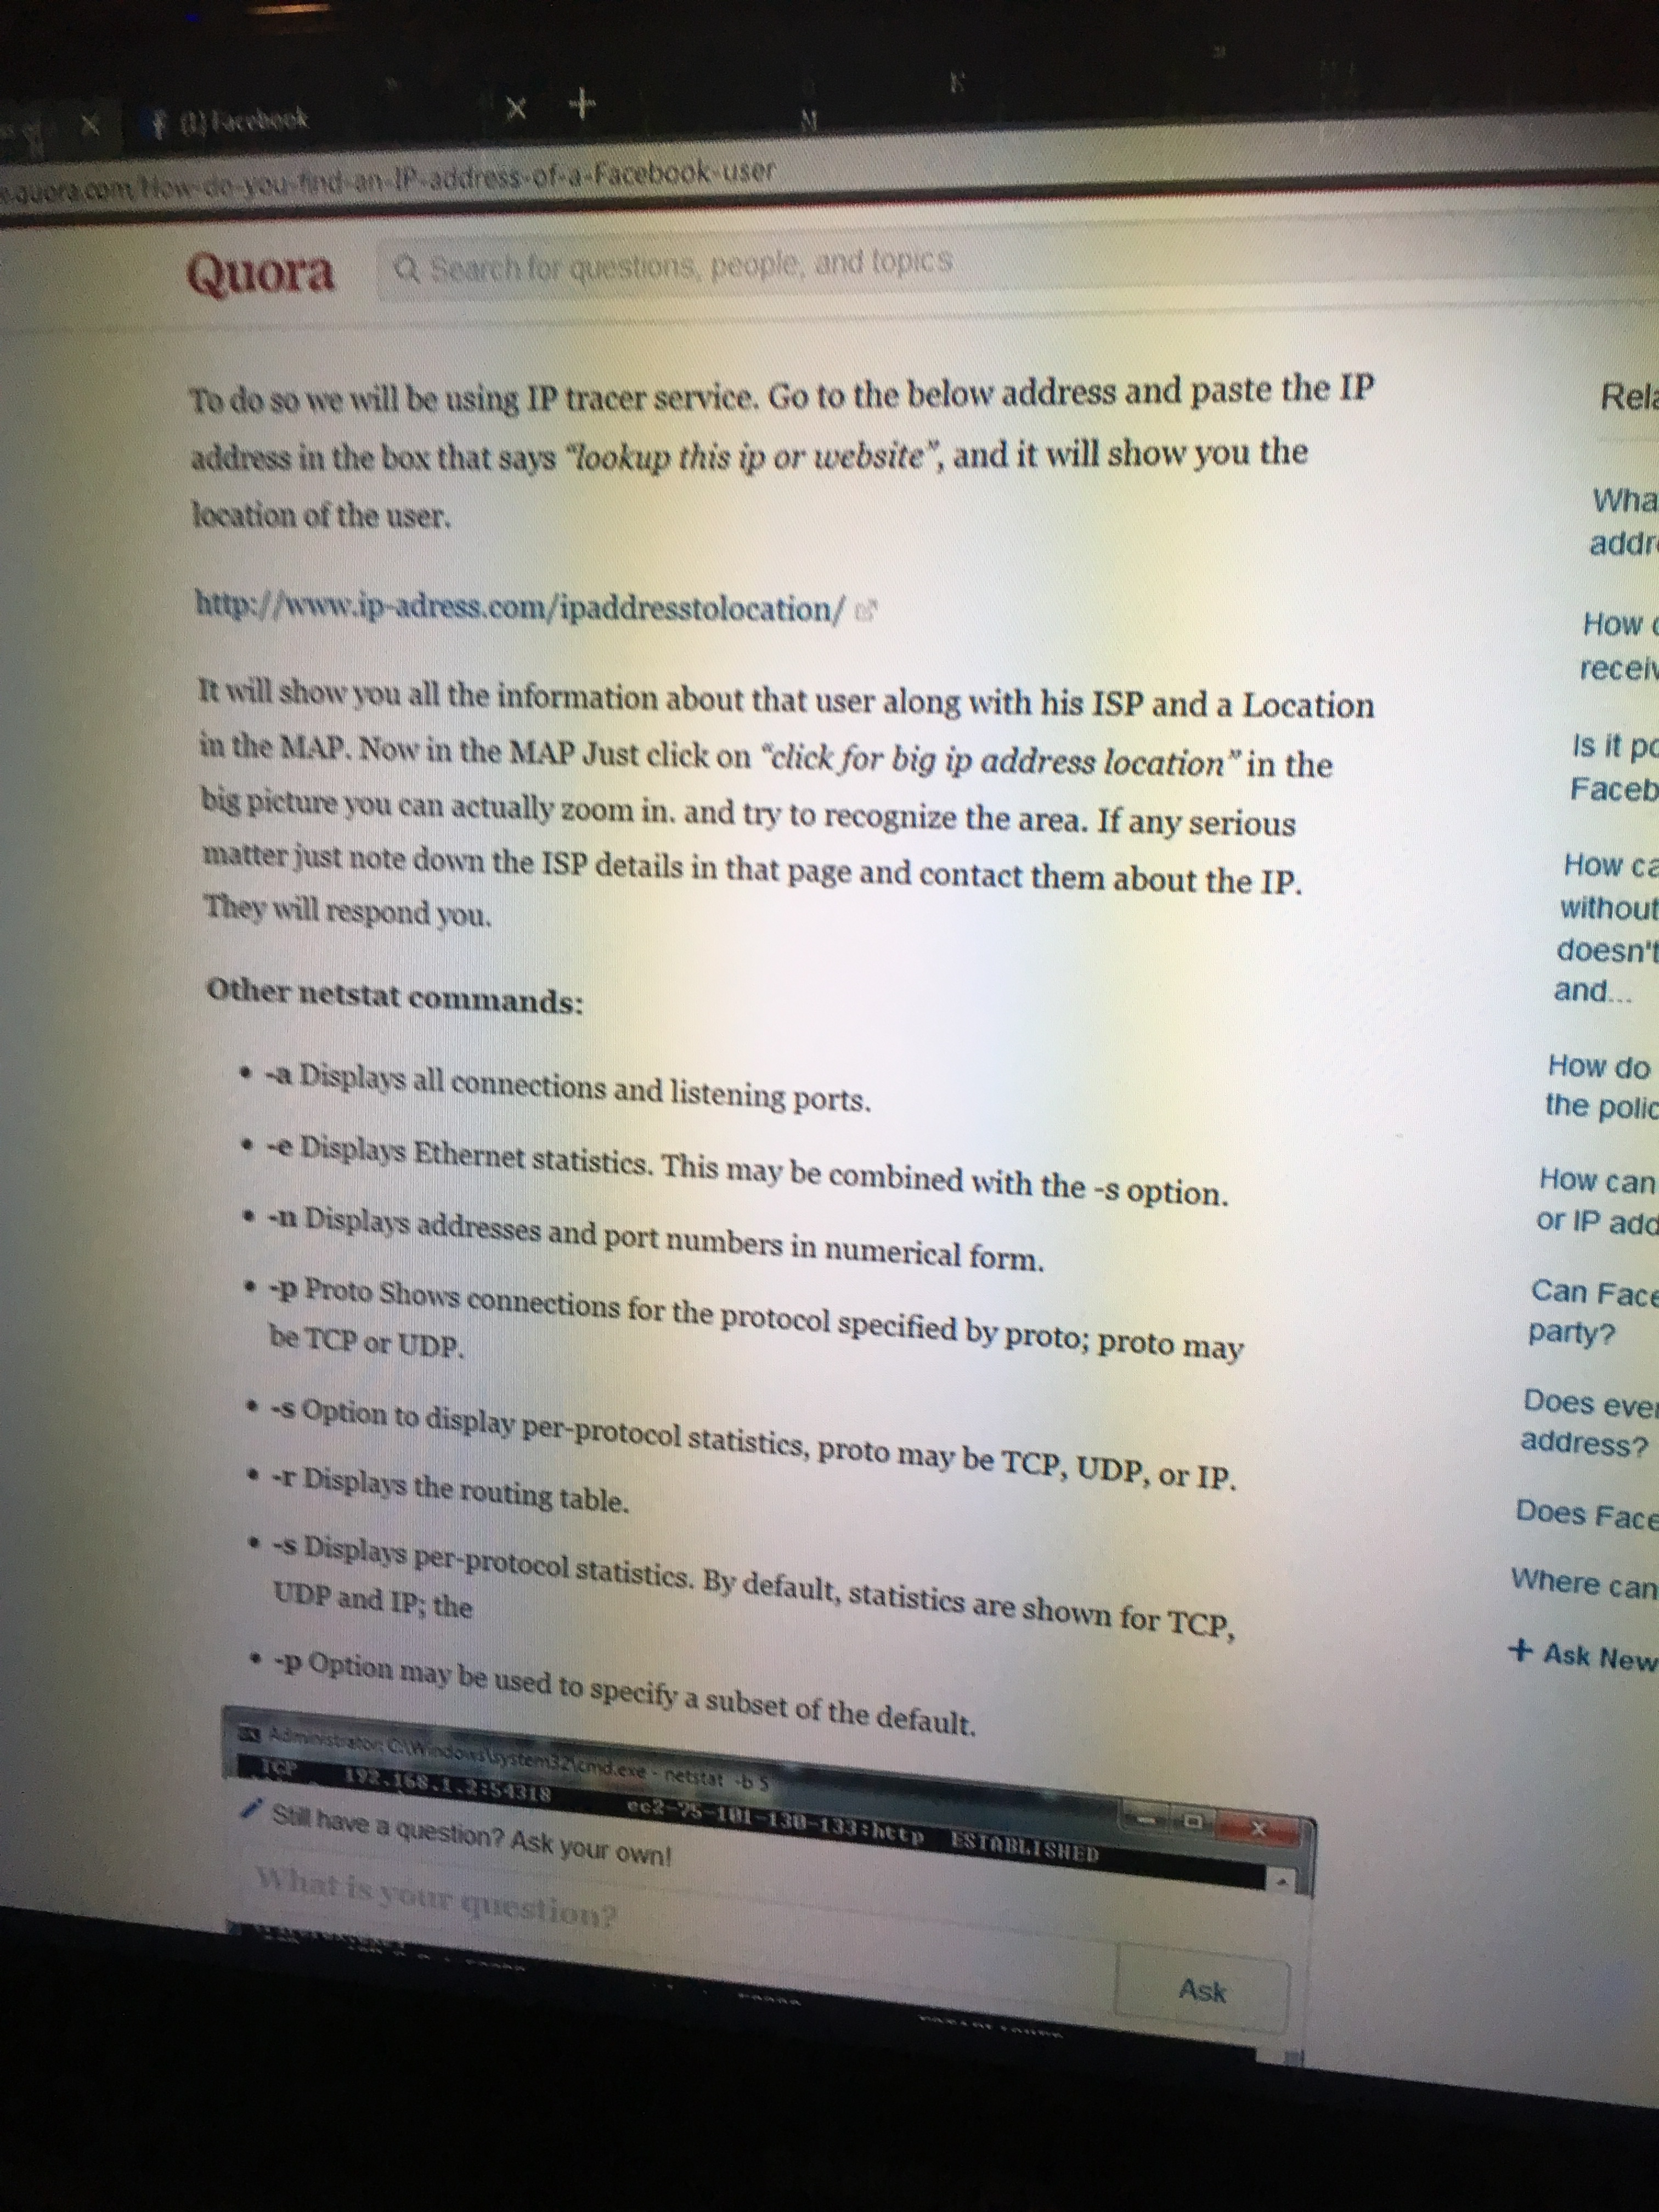 (1) Facebook
quora.com/How-do-you-find-an-IP-address-of-a-Facebook-user
Quora
Search for questions, people, and topics
To do so we will be using IP tracer service. Go to the below address and paste the IP
address in the box that says “lookup this ip or website”, and it will show you the
location of the user.
http://www.ip-adress.com/ipaddresstolocation/
It will show you all the information about that user along with his ISP and a Location
in the MAP. Now in the MAP Just click on “click for big ip address location” in the
big picture you can actually zoom in. and try to recognize the area. If any serious
matter just note down the ISP details in that page and contact them about the IP.
They will respond you.
Other netstat commands:
• -a Displays all connections and listening ports.
• -e Displays Ethernet statistics. This may be combined with the -s option.
• -n Displays addresses and port numbers in numerical form.
• -p Proto Shows connections for the protocol specified by proto; proto may
be TCP or UDP.
• -s Option to display per-protocol statistics, proto may be TCP, UDP, or IP.
• -r Displays the routing table.
• -s Displays per-protocol statistics. By default, statistics are shown for TCP,
UDP and IP; the
• -p Option may be used to specify a subset of the default.
Administrator: C:\Windows\system32\cmd.exe - netstat -b 5
TCP 192.168.1.2:54318 ec2-75-101-130-133:http ESTABLISHED
Still have a question? Ask your own!
What is your question?
Ask
Rela
Wha
addre
How c
receiv
Is it po
Faceb
How ca
without
doesn't
and...
How do
the polic
How can
or IP add
Can Face
party?
Does ever
address?
Does Face
Where can
+ Ask New